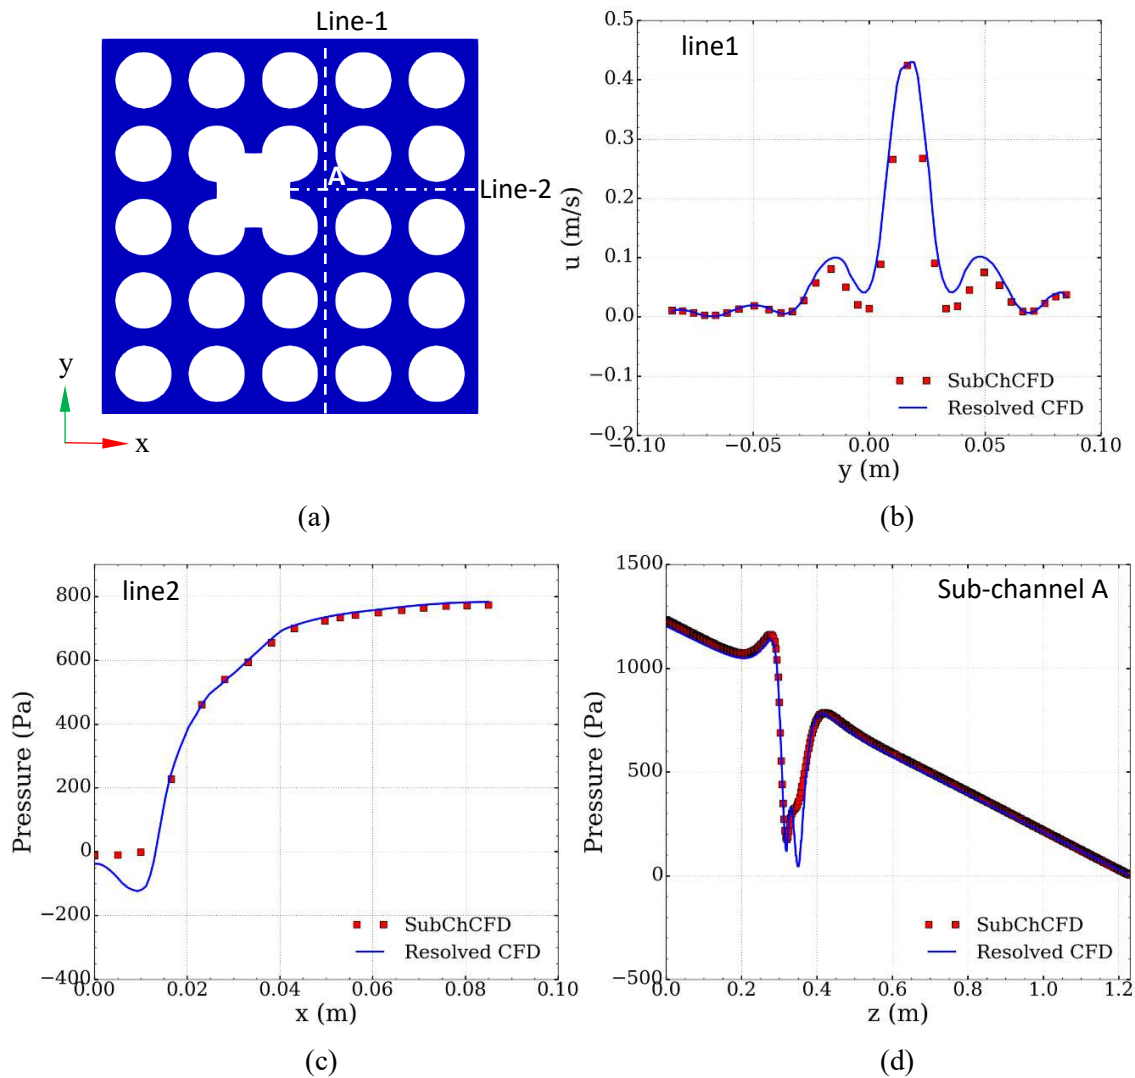 Line-1
A
Line-2
y
x
(a)
line1
0.5
0.4
0.3
0.2
0.1
0.0
−0.1
−0.2
u (m/s)
SubChCFD
Resolved CFD
−0.10
−0.05
0.00
0.05
0.10
y (m)
(b)
line2
800
600
400
200
0
−200
−400
Pressure (Pa)
SubChCFD
Resolved CFD
0.00
0.02
0.04
0.06
0.08
0.10
x (m)
(c)
Sub-channel A
1500
1000
500
0
−500
Pressure (Pa)
SubChCFD
Resolved CFD
0.0
0.2
0.4
0.6
0.8
1.0
1.2
z (m)
(d)